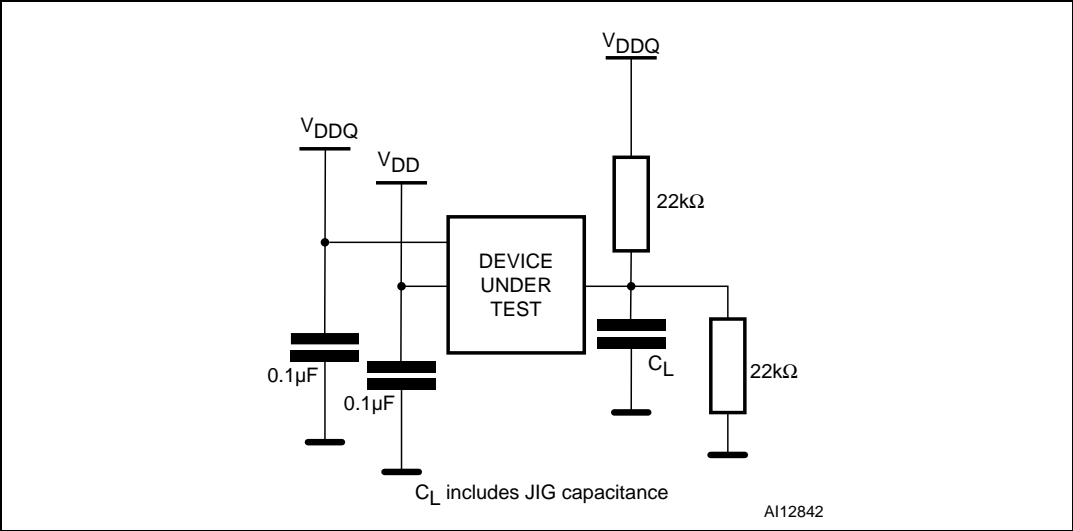 VDDQ
VDDQ
VDD
22kΩ
DEVICE
UNDER
TEST
0.1µF
0.1µF
CL
22kΩ
CL includes JIG capacitance
AI12842